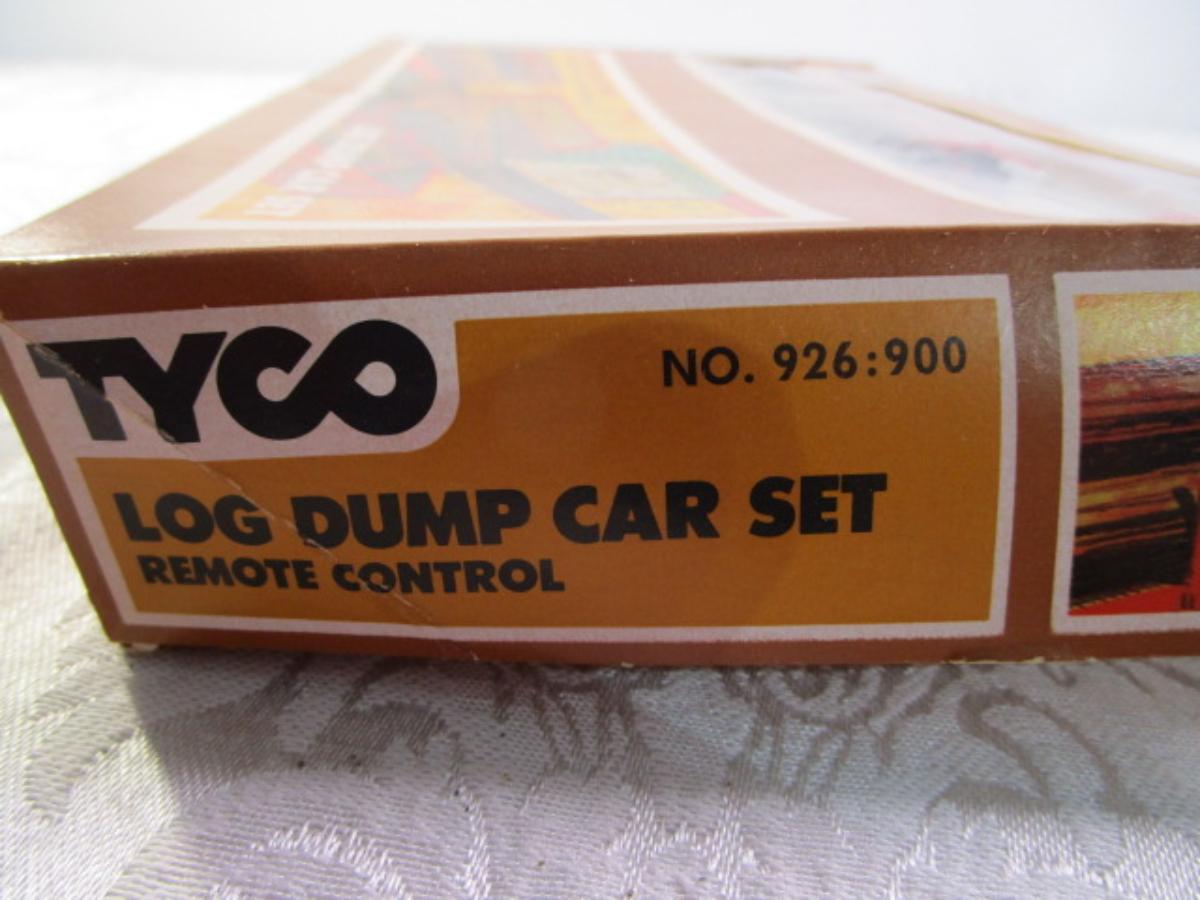 TYCO
NO. 926:900
LOG DUMP CAR SET
REMOTE CONTROL